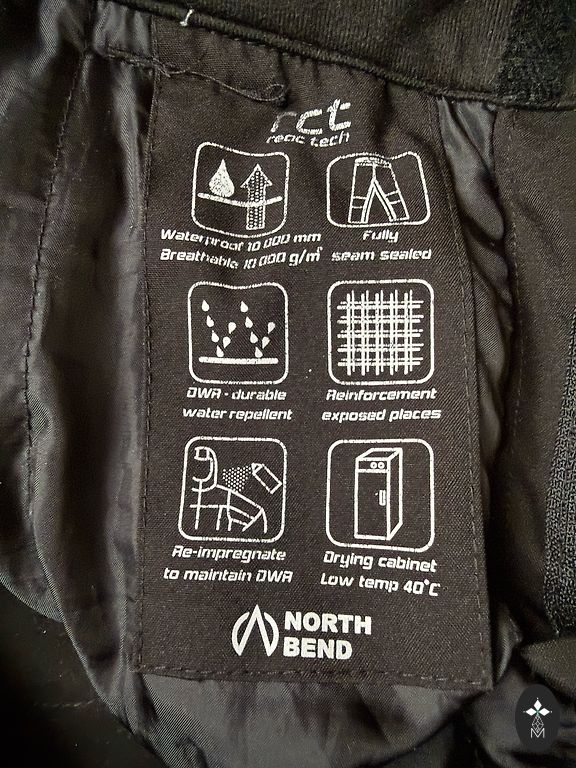 rct
reac tech
Waterproof 10 000 mm
Breathable 10 000 g/m²
Fully
seam sealed
DWR - durable
water repellent
Reinforcement
exposed places
Re-impregnate
to maintain DWR
Drying cabinet
Low temp 40°C
NORTH
BEND
M